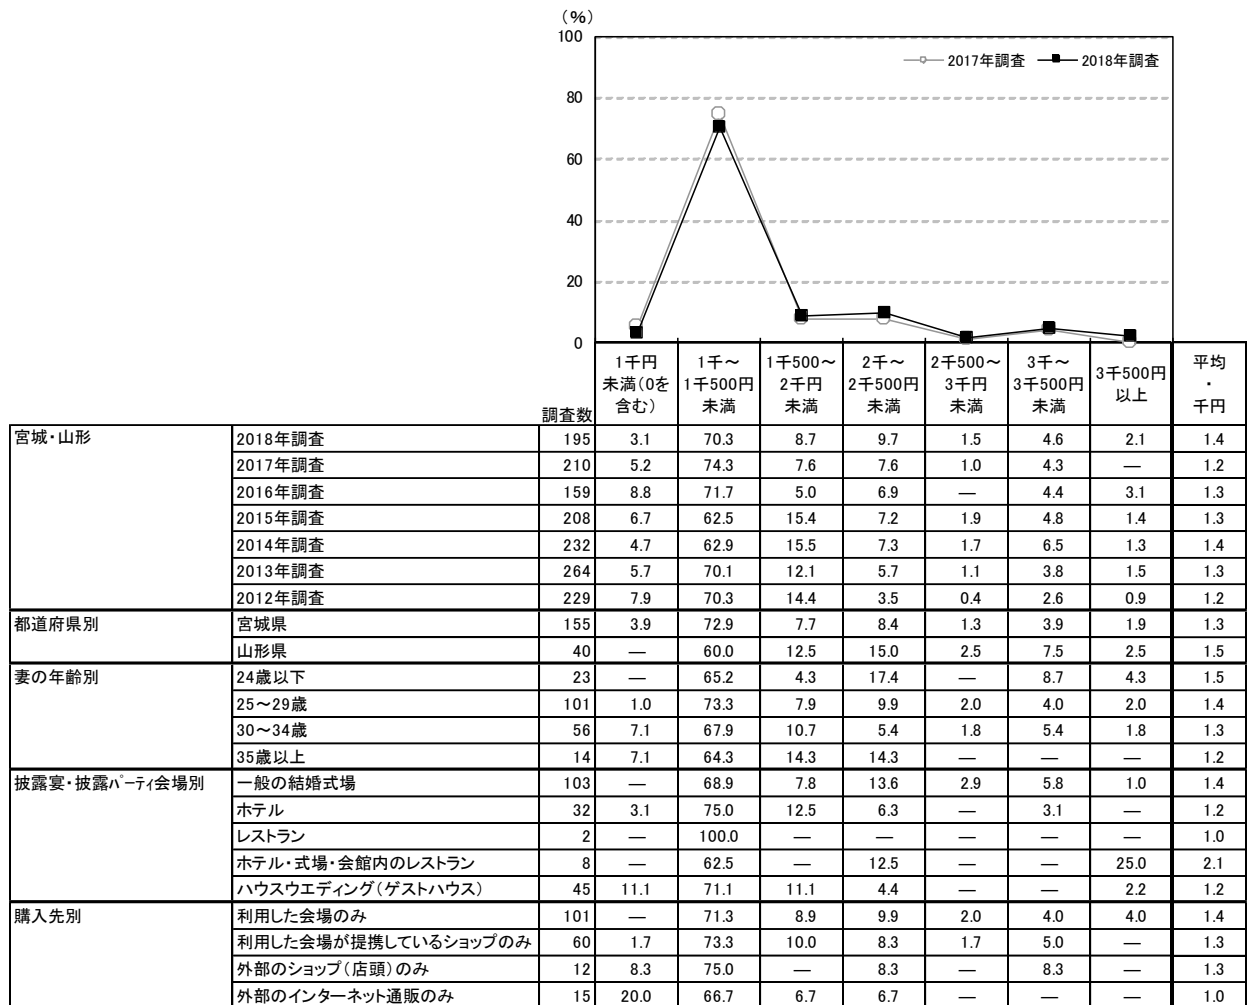 （％）
100
80
60
40
20
0
2017年調査 2018年調査
調査数 1千円未満（0を含む） 1千～1千500円未満 1千500～2千円未満 2千～2千500円未満 2千500～3千円未満 3千～3千500円未満 3千500円以上 平均・千円
宮城・山形 2018年調査 195 3.1 70.3 8.7 9.7 1.5 4.6 2.1 1.4
2017年調査 210 5.2 74.3 7.6 7.6 1.0 4.3 — 1.2
2016年調査 159 8.8 71.7 5.0 6.9 — 4.4 3.1 1.3
2015年調査 208 6.7 62.5 15.4 7.2 1.9 4.8 1.4 1.3
2014年調査 232 4.7 62.9 15.5 7.3 1.7 6.5 1.3 1.4
2013年調査 264 5.7 70.1 12.1 5.7 1.1 3.8 1.5 1.3
2012年調査 229 7.9 70.3 14.4 3.5 0.4 2.6 0.9 1.2
都道府県別 宮城県 155 3.9 72.9 7.7 8.4 1.3 3.9 1.9 1.3
山形県 40 — 60.0 12.5 15.0 2.5 7.5 2.5 1.5
妻の年齢別 24歳以下 23 — 65.2 4.3 17.4 — 8.7 4.3 1.5
25～29歳 101 1.0 73.3 7.9 9.9 2.0 4.0 2.0 1.4
30～34歳 56 7.1 67.9 10.7 5.4 1.8 5.4 1.8 1.3
35歳以上 14 7.1 64.3 14.3 14.3 — — — 1.2
披露宴・披露パーティ会場別 一般の結婚式場 103 — 68.9 7.8 13.6 2.9 5.8 1.0 1.4
ホテル 32 3.1 75.0 12.5 6.3 — 3.1 — 1.2
レストラン 2 — 100.0 — — — — — 1.0
ホテル・式場・会館内のレストラン 8 — 62.5 — 12.5 — — 25.0 2.1
ハウスウエディング（ゲストハウス） 45 11.1 71.1 11.1 4.4 — — 2.2 1.2
購入先別 利用した会場のみ 101 — 71.3 8.9 9.9 2.0 4.0 4.0 1.4
利用した会場が提携しているショップのみ 60 1.7 73.3 10.0 8.3 1.7 5.0 — 1.3
外部のショップ（店頭）のみ 12 8.3 75.0 — 8.3 — 8.3 — 1.3
外部のインターネット通販のみ 15 20.0 66.7 6.7 6.7 — — — 1.0